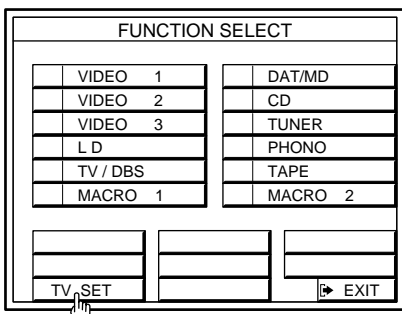 FUNCTION SELECT
VIDEO 1
VIDEO 2
VIDEO 3
L D
TV / DBS
MACRO 1
DAT/MD
CD
TUNER
PHONO
TAPE
MACRO 2
TV SET
EXIT